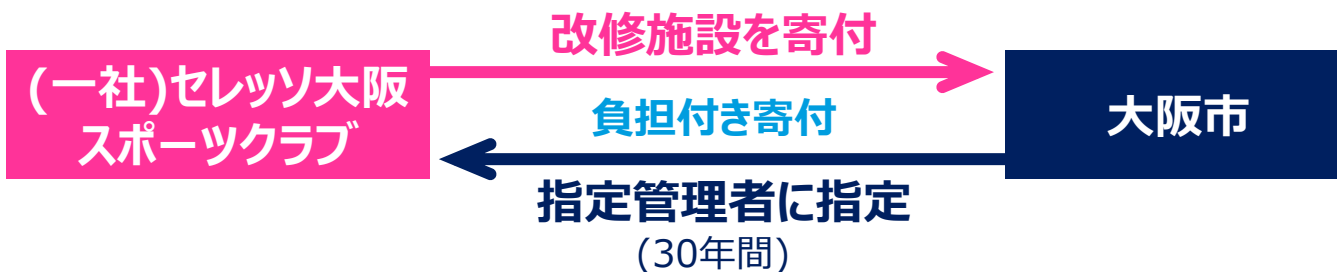 改修施設を寄付
(一社)セレッソ大阪
スポーツクラブ
負担付き寄付
大阪市
指定管理者に指定
(30年間)